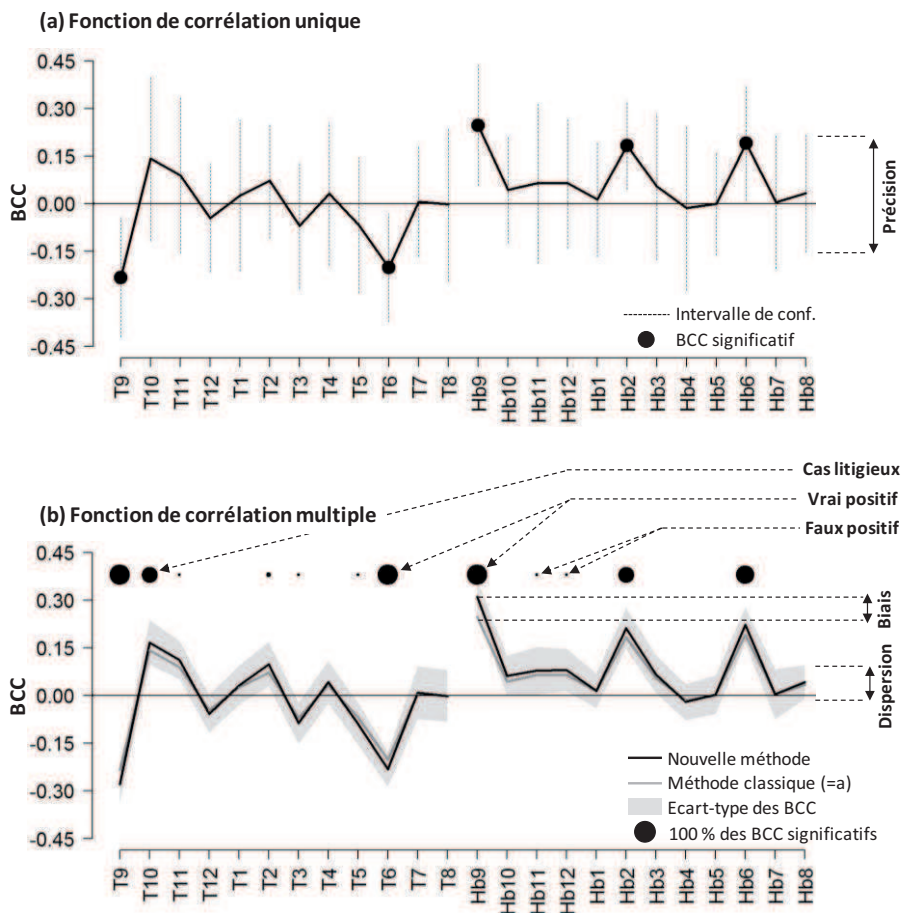 (a) Fonction de corrélation unique
0.45
0.30
0.15
0.00
-0.15
-0.30
-0.45
BCC
Précision
Intervalle de conf.
BCC significatif
T9 T10 T11 T12 T1 T2 T3 T4 T5 T6 T7 T8 Hb9 Hb10 Hb11 Hb12 Hb1 Hb2 Hb3 Hb4 Hb5 Hb6 Hb7 Hb8
Cas litigieux
Vrai positif
(b) Fonction de corrélation multiple
Faux positif
0.45
0.30
0.15
0.00
-0.15
-0.30
-0.45
BCC
Biais
Dispersion
Nouvelle méthode
Méthode classique (=a)
Ecart-type des BCC
100 % des BCC significatifs
T9 T10 T11 T12 T1 T2 T3 T4 T5 T6 T7 T8 Hb9 Hb10 Hb11 Hb12 Hb1 Hb2 Hb3 Hb4 Hb5 Hb6 Hb7 Hb8